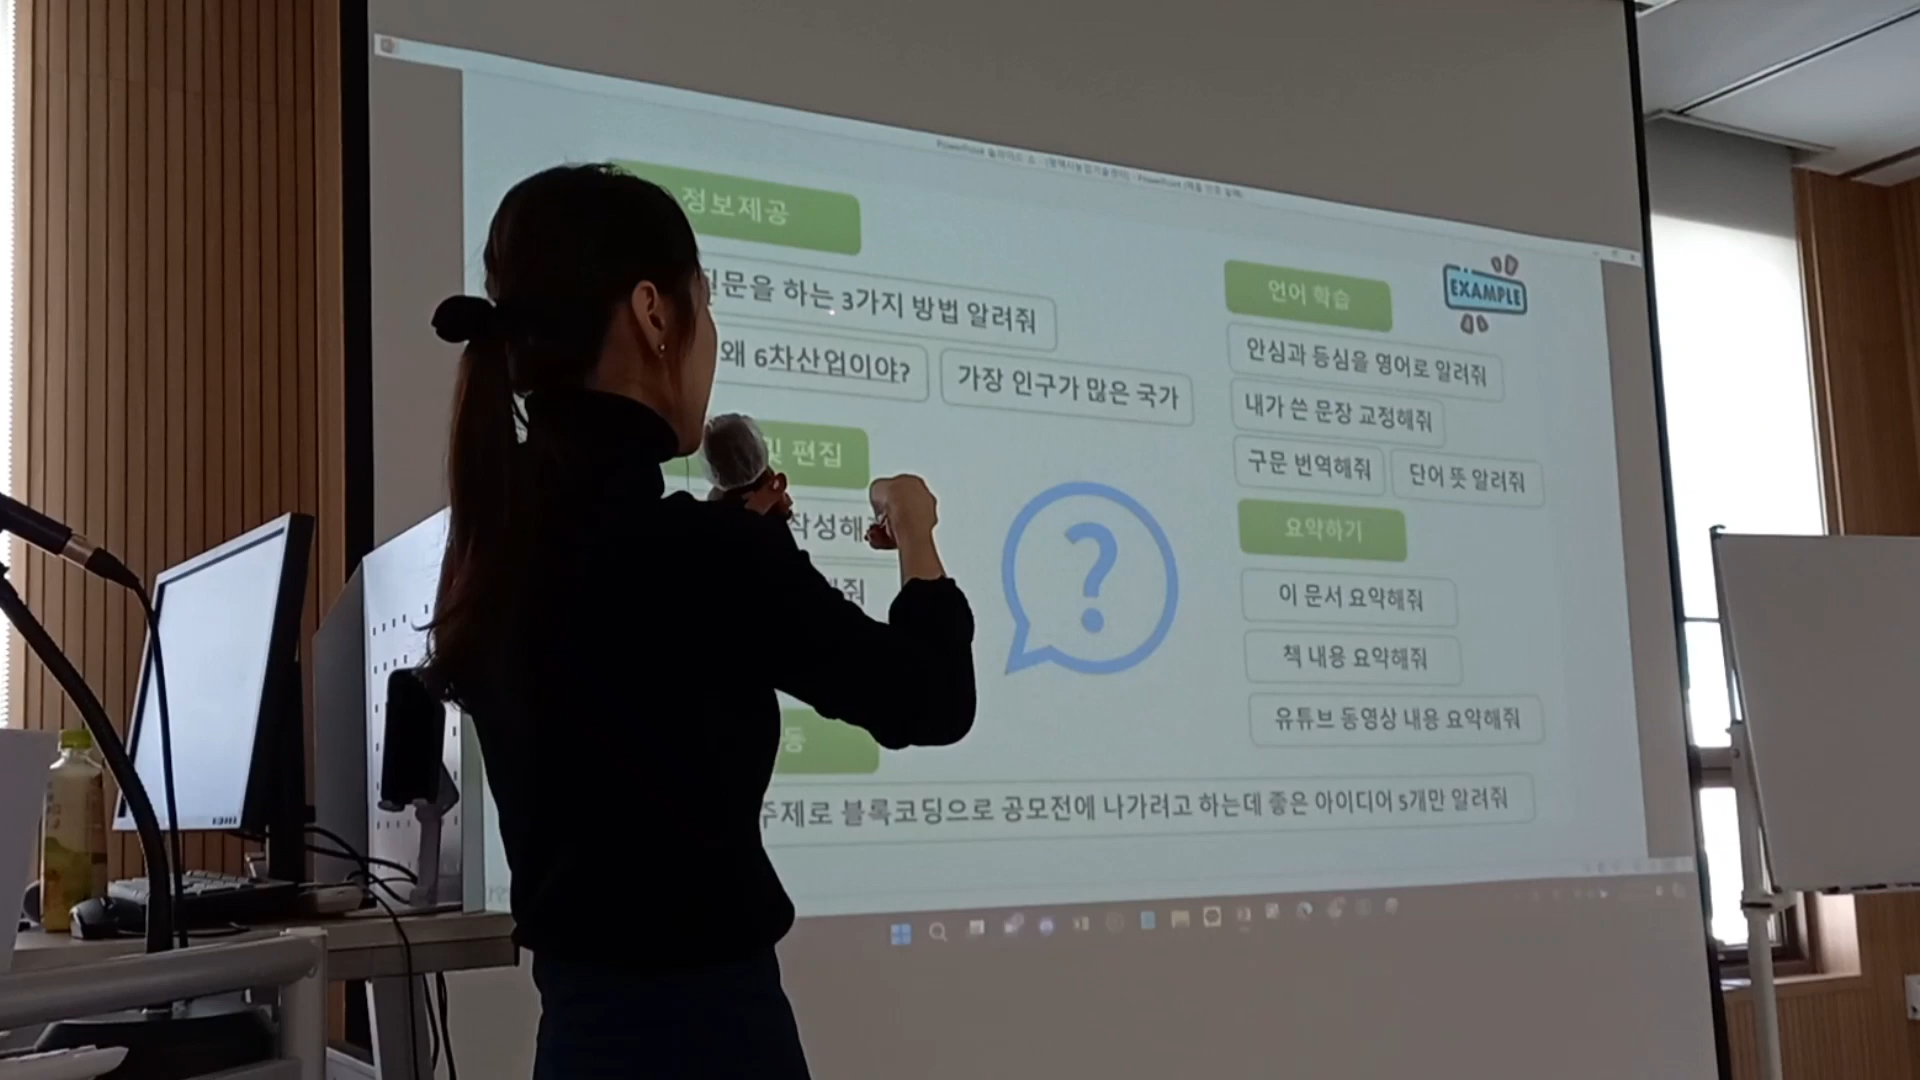 정보제공
문을 하는 3가지 방법 알려줘
왜 6차산업이야?
가장 인구가 많은 국가
및 편집
작성해
줘
동
주제로 블록코딩으로 공모전에 나가려고 하는데 좋은 아이디어 5개만 알려줘
EXAMPLE
언어 학습
안심과 등심을 영어로 알려줘
내가 쓴 문장 교정해줘
구문 번역해줘
단어 뜻 알려줘
요약하기
이 문서 요약해줘
책 내용 요약해줘
유튜브 동영상 내용 요약해줘